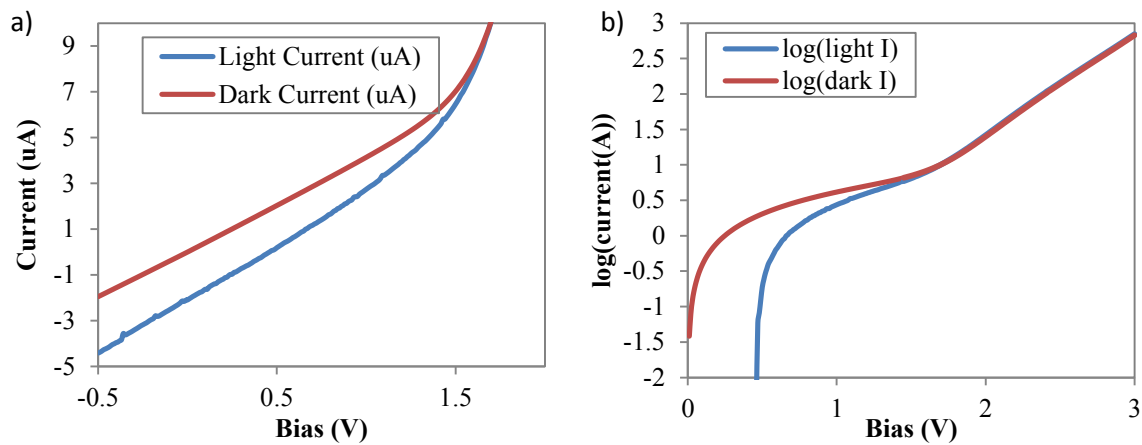 a)
Light Current (uA)
Dark Current (uA)
Current (uA)
9
7
5
3
1
-1
-3
-5
-0.5
0.5
1.5
Bias (V)
b)
log(light I)
log(dark I)
log(current(A))
3
2.5
2
1.5
1
0.5
0
-0.5
-1
-1.5
-2
0
1
2
3
Bias (V)